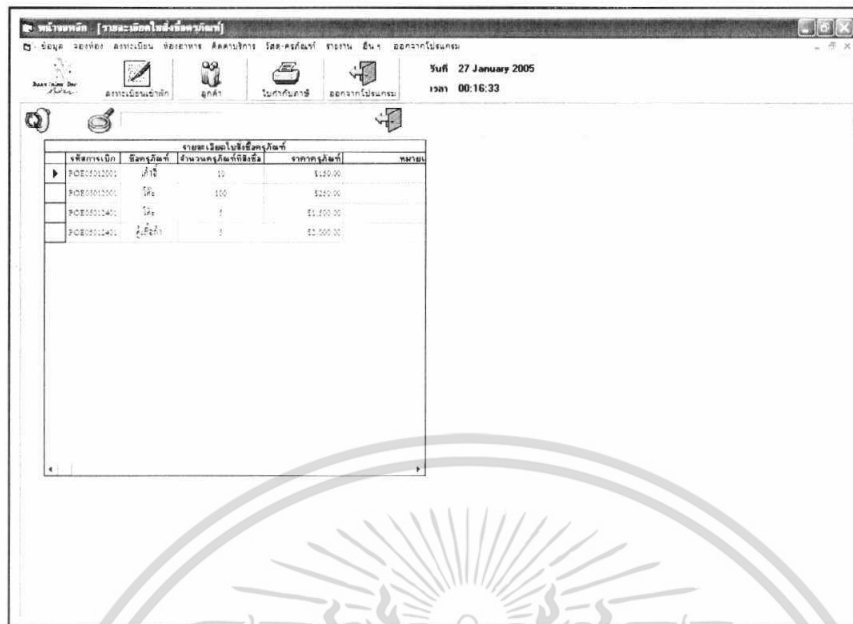 หน้าจอหลัก [รายละเอียดใบสั่งซื้อครุภัณฑ์]
ข้อมูล จองห้อง ลงทะเบียน ห้องอาหาร คิดค่าบริการ วัสดุ-ครุภัณฑ์ รายงาน อื่น ๆ ออกจากโปรแกรม
ลงทะเบียนเข้าพัก ลูกค้า ใบกำกับภาษี ออกจากโปรแกรม
วันที่ 27 January 2005
เวลา 00:16:33
รายละเอียดใบสั่งซื้อครุภัณฑ์
รหัสการเบิก ชื่อครุภัณฑ์ จำนวนครุภัณฑ์ที่สั่งซื้อ ราคาครุภัณฑ์ หมายเ
POE05012001 เก้าอี้ 10 ฿150.00
POE05012001 โต๊ะ 100 ฿250.00
POE05012401 โต๊ะ 5 ฿1,500.00
POE05012401 ตู้เสื้อผ้า 5 ฿2,000.00